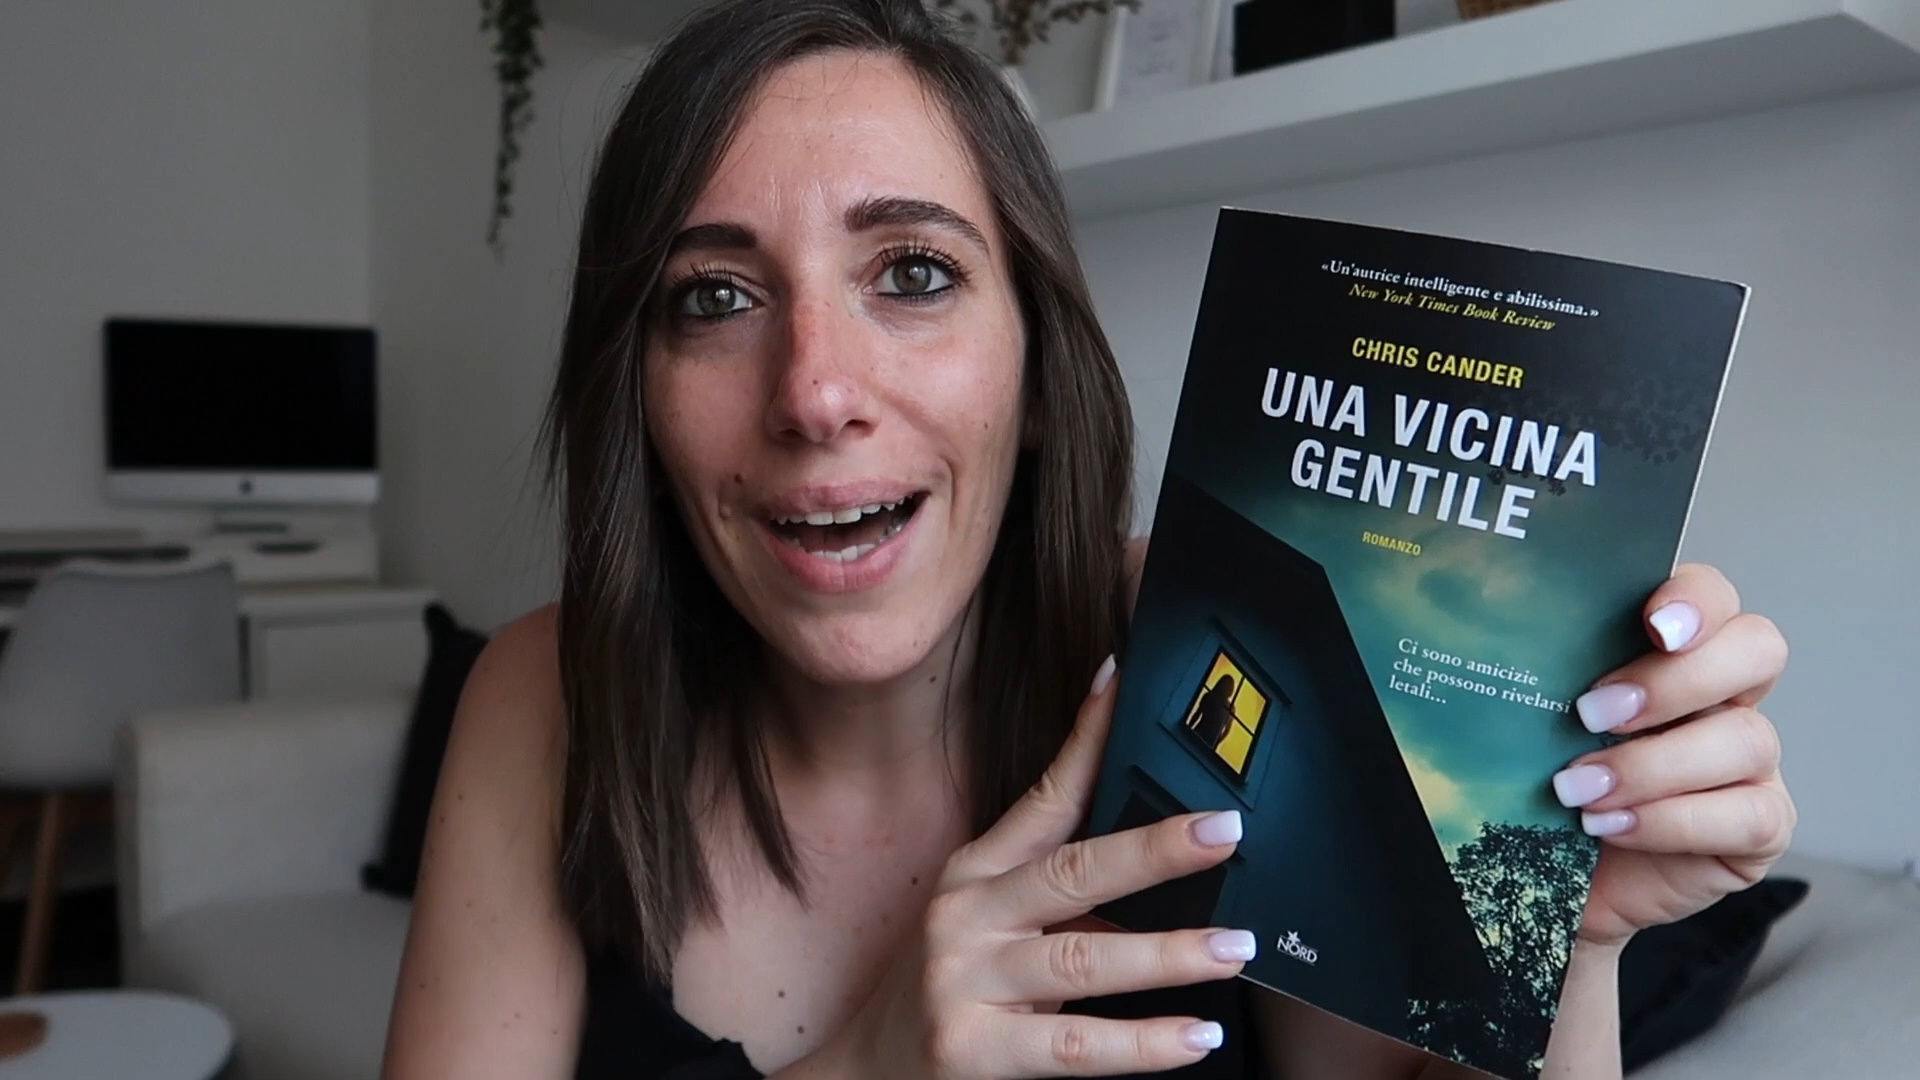 «Un'autrice intelligente e abilissima.»
New York Times Book Review
CHRIS CANDER
UNA VICINA
GENTILE
ROMANZO
Ci sono amicizie
che possono rivelarsi
letali...
NORD